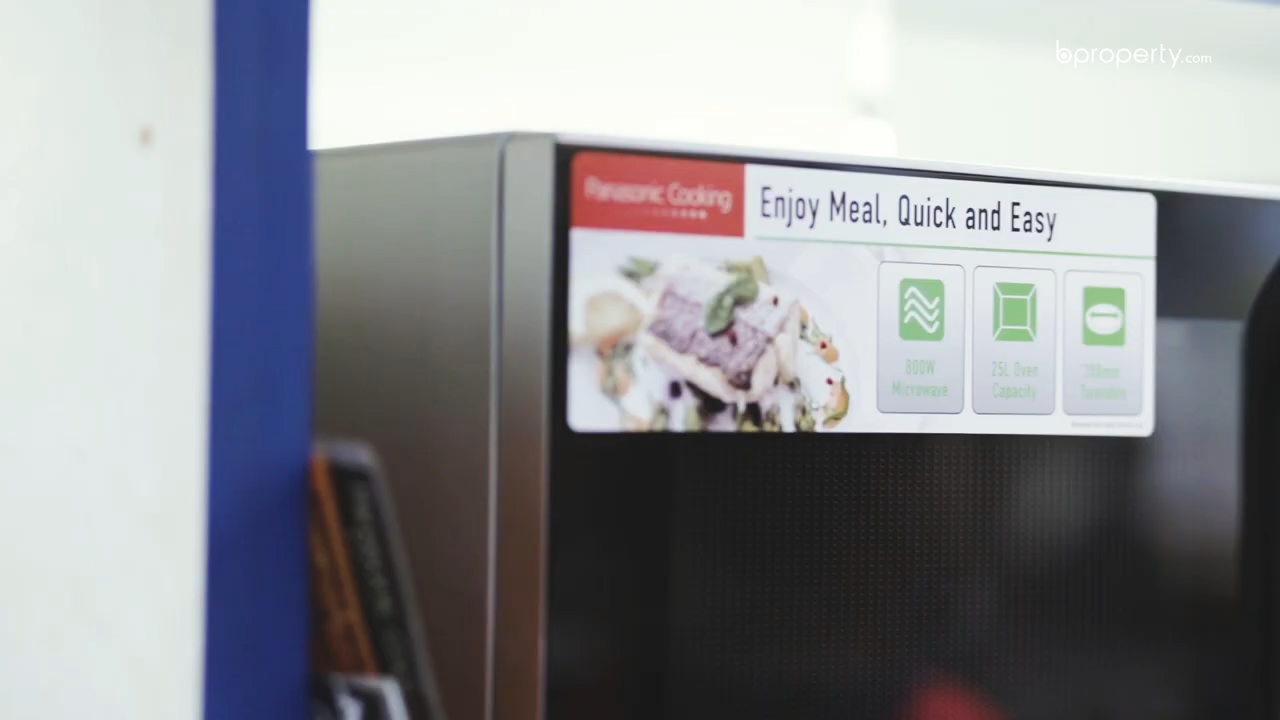 bproperty.com
Panasonic Cooking
Enjoy Meal, Quick and Easy
800W
Microwave
25L Oven
Capacity